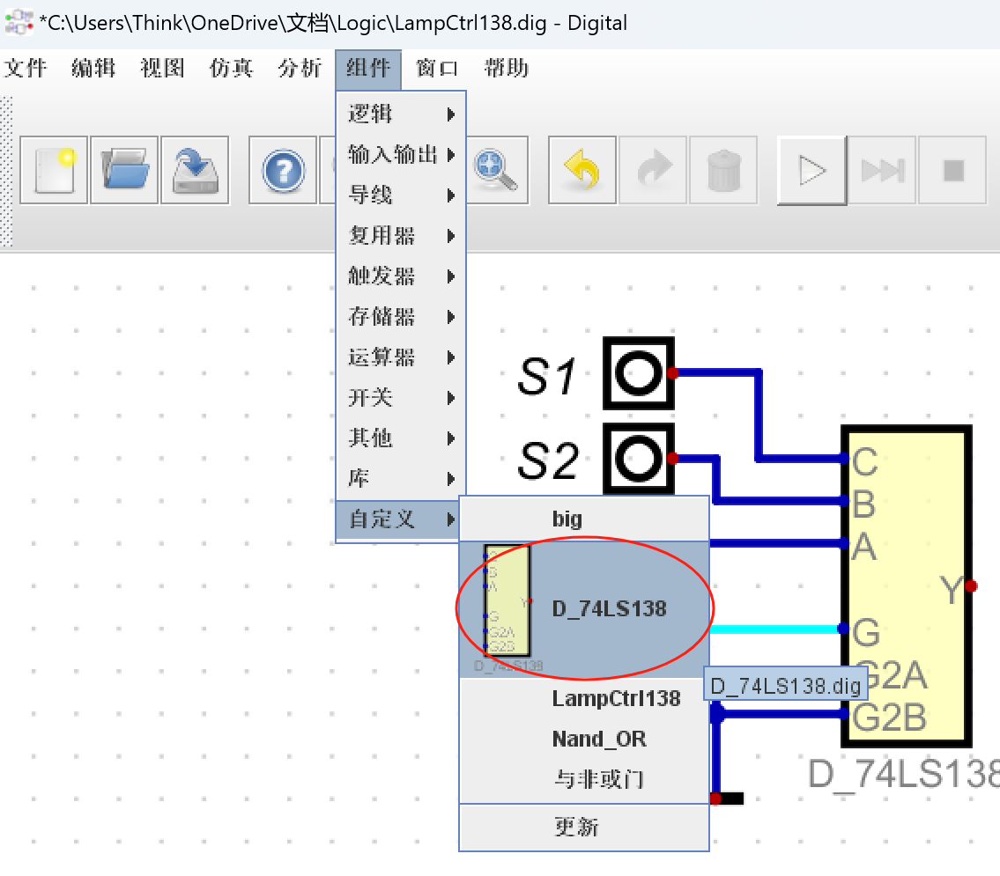 *C:\Users\Think\OneDrive\文档\Logic\LampCtrl138.dig - Digital
文件 编辑 视图 仿真 分析 组件 窗口 帮助
逻辑
输入输出
导线
复用器
触发器
存储器
运算器
开关
其他
库
自定义
big
D_74LS138
C
B
A
Y
G
G2A
G2B
D_74LS138
LampCtrl138
Nand_OR
与非或门
更新
D_74LS138.dig
S1
S2
C
B
A
Y
G
G2A
G2B
D_74LS138